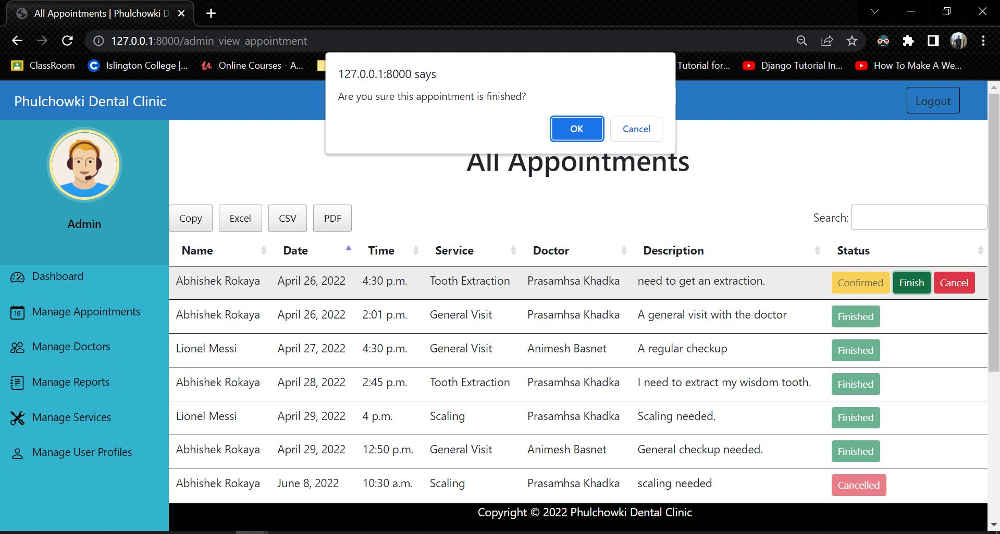 All Appointments | Phulchowki D
127.0.0.1:8000/admin_view_appointment
ClassRoom Islington College |... Online Courses - A... Tutorial for... Django Tutorial In... How To Make A We...
127.0.0.1:8000 says
Are you sure this appointment is finished?
OK Cancel
Phulchowki Dental Clinic Logout
All Appointments
Admin
Copy Excel CSV PDF Search:
Name Date Time Service Doctor Description Status
Abhishek Rokaya April 26, 2022 4:30 p.m. Tooth Extraction Prasamhsa Khadka need to get an extraction. Confirmed Finish Cancel
Abhishek Rokaya April 26, 2022 2:01 p.m. General Visit Prasamhsa Khadka A general visit with the doctor Finished
Lionel Messi April 27, 2022 4:30 p.m. General Visit Animesh Basnet A regular checkup Finished
Abhishek Rokaya April 28, 2022 2:45 p.m. Tooth Extraction Prasamhsa Khadka I need to extract my wisdom tooth. Finished
Lionel Messi April 29, 2022 4 p.m. Scaling Prasamhsa Khadka Scaling needed. Finished
Abhishek Rokaya April 29, 2022 12:50 p.m. General Visit Animesh Basnet General checkup needed. Finished
Abhishek Rokaya June 8, 2022 10:30 a.m. Scaling Prasamhsa Khadka scaling needed Cancelled
Dashboard
19 Manage Appointments
Manage Doctors
Manage Reports
Manage Services
Manage User Profiles
Copyright © 2022 Phulchowki Dental Clinic